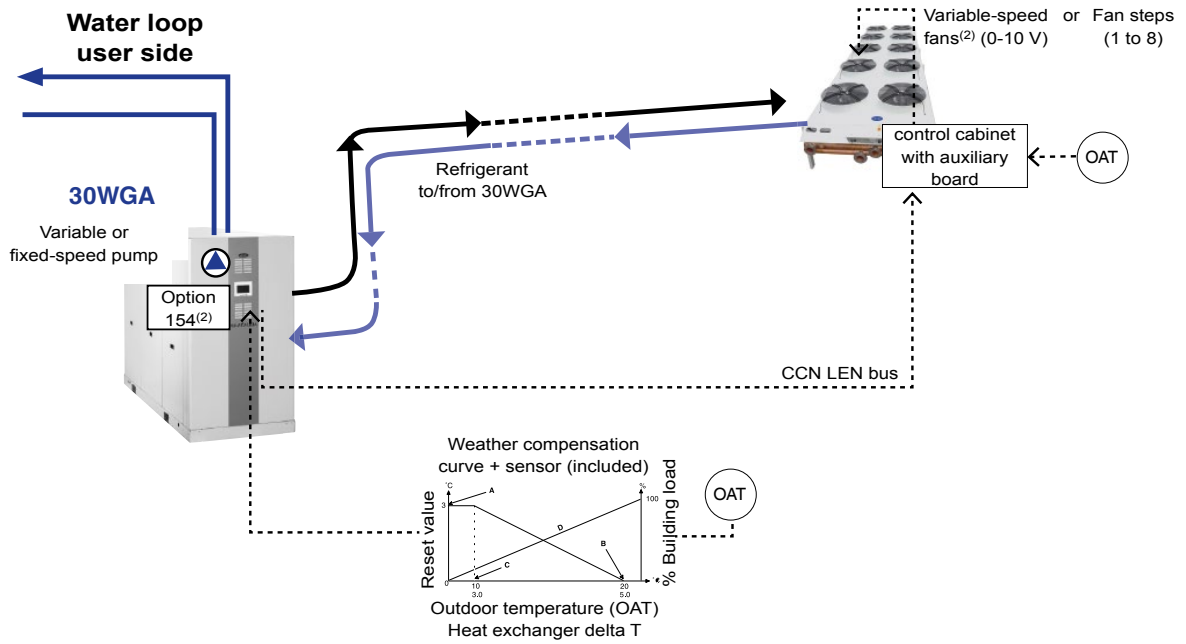 Water loop
user side
Variable-speed or Fan steps
fans(2) (0-10 V) (1 to 8)
control cabinet
with auxiliary
board
OAT
Refrigerant
to/from 30WGA
30WGA
Variable or
fixed-speed pump
Option
154(2)
CCN LEN bus
Weather compensation
curve + sensor (included)
OAT
Reset value
% Building load
°C
%
A
3
100
D
B
C
0
10
20
3.0
5.0
Outdoor temperature (OAT)
Heat exchanger delta T